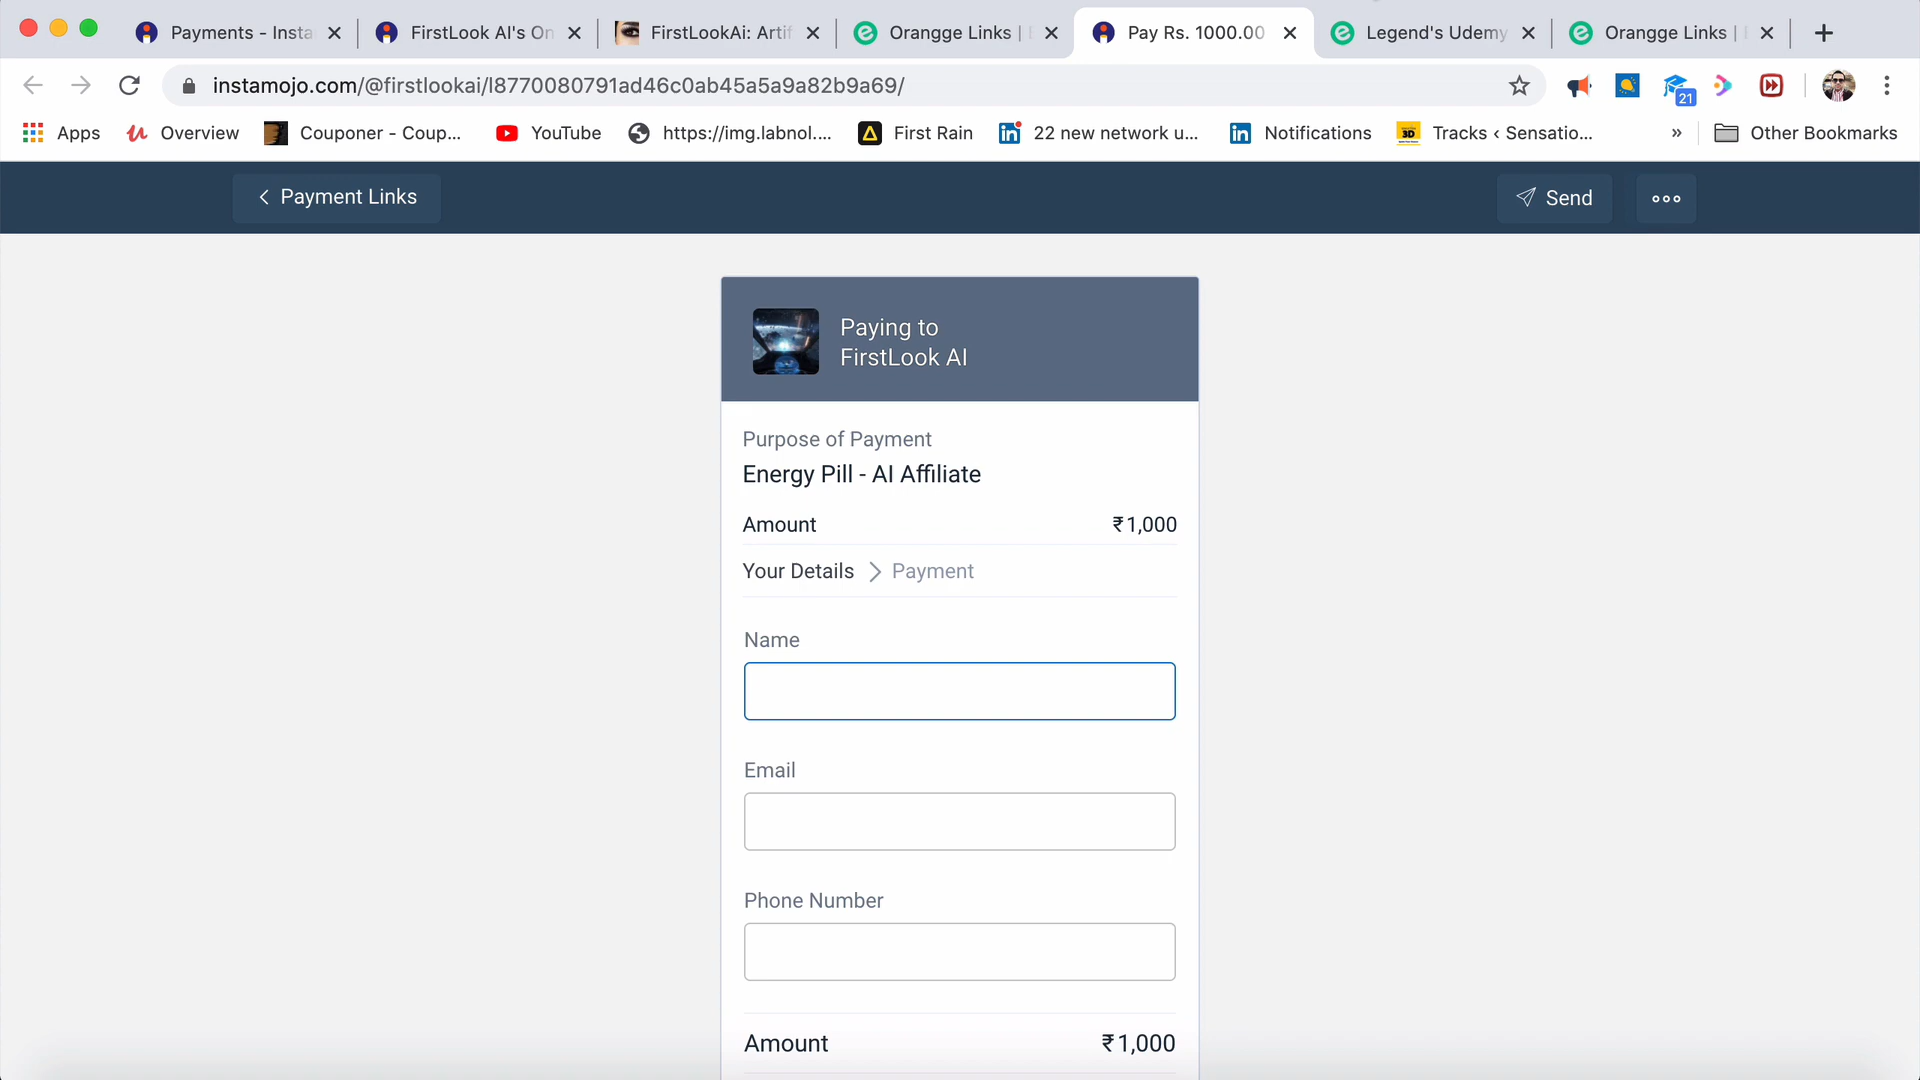 Payments - Insta
FirstLook AI's On
FirstLookAi: Artif
Orangge Links |
Pay Rs. 1000.00
Legend's Udemy
Orangge Links |
instamojo.com/@firstlookai/l8770080791ad46c0ab45a5a9a82b9a69/
21
Apps
Overview
Couponer - Coup...
YouTube
https://img.labnol....
First Rain
22 new network u...
Notifications
Tracks ‹ Sensatio...
»
Other Bookmarks
Payment Links
Send
Paying to
FirstLook AI
Purpose of Payment
Energy Pill - AI Affiliate
Amount ₹1,000
Your Details > Payment
Name
Email
Phone Number
Amount ₹1,000